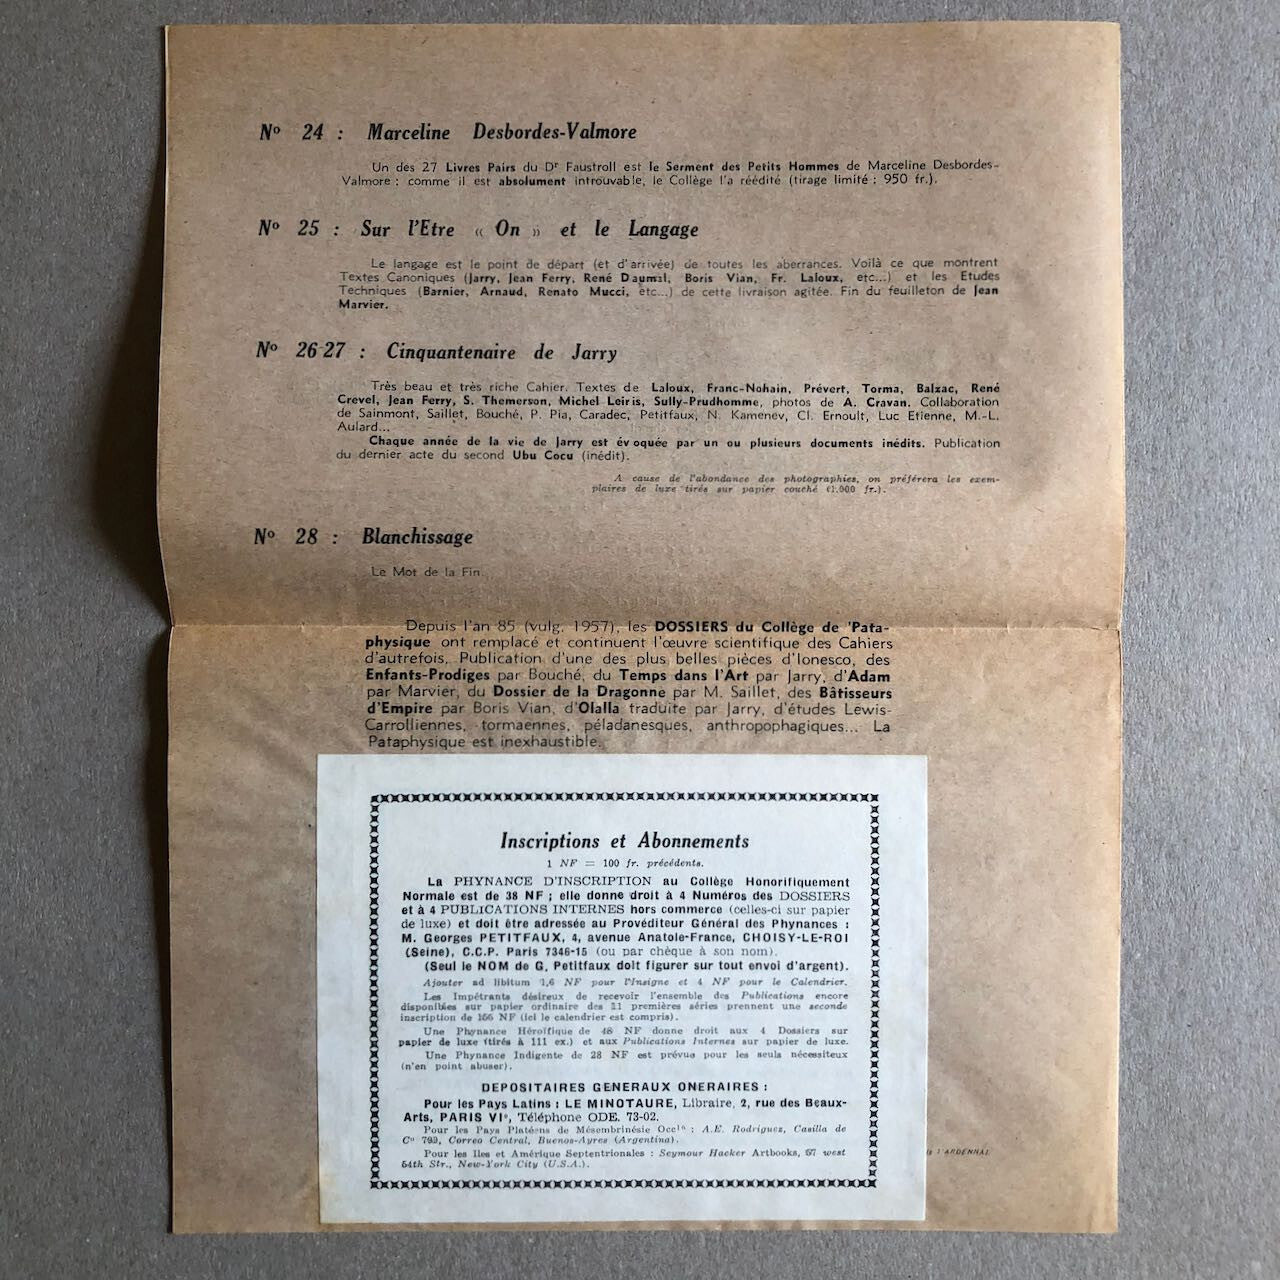 Nº 24 : Marceline Desbordes-Valmore
Un des 27 Livres Pairs du Dr Faustroll est le Serment des Petits Hommes de Marceline Desbordes-
Valmore : comme il est absolument introuvable, le Collège l'a réédité (tirage limité : 950 fr.).
Nº 25 : Sur l'Etre « On » et le Langage
Le langage est le point de départ (et d'arrivée) de toutes les aberrances. Voilà ce que montrent
Textes Canoniques (Jarry, Jean Ferry, René Daumal, Boris Vian, Fr. Laloux, etc...) et les Etudes
Techniques (Barnier, Arnaud, Renato Mucci, etc...) de cette livraison agitée. Fin du feuilleton de Jean
Marvier.
Nº 26-27 : Cinquantenaire de Jarry
Très beau et très riche Cahier. Textes de Laloux, Franc-Nohain, Prévert, Torma, Balzac, René
Crevel, Jean Ferry, S. Themerson, Michel Leiris, Sully-Prudhomme, photos de A. Cravan. Collaboration
de Sainmont, Saillet, Bouché, P. Pia, Caradec, Petitfaux, N. Kamenev, Cl. Ernoult, Luc Etienne, M.-L.
Aulard...
Chaque année de la vie de Jarry est évoquée par un ou plusieurs documents inédits. Publication
du dernier acte du second Ubu Cocu (inédit).
A cause de l'abondance des photographies, on préférera les exem-
plaires de luxe tirés sur papier couché (1.000 fr.).
Nº 28 : Blanchissage
Le Mot de la Fin.
Depuis l'an 85 (vulg. 1957), les DOSSIERS du Collège de 'Pata-
physique ont remplacé et continuent l'œuvre scientifique des Cahiers
d'autrefois. Publication d'une des plus belles pièces d'Ionesco, des
Enfants-Prodiges par Bouché, du Temps dans l'Art par Jarry, d'Adam
par Marvier, du Dossier de la Dragonne par M. Saillet, des Bâtisseurs
d'Empire par Boris Vian, d'Olalla traduite par Jarry, d'études Lewis-
Carrolliennes, tormaennes, péladanesques, anthropophagiques... La
Pataphysique est inexhaustible.
Inscriptions et Abonnements
1 NF = 100 fr. précédents.
La PHYNANCE D'INSCRIPTION au Collège Honorifiquement
Normale est de 38 NF ; elle donne droit à 4 Numéros des DOSSIERS
et à 4 PUBLICATIONS INTERNES hors commerce (celles-ci sur papier
de luxe) et doit être adressée au Provéditeur Général des Phynances :
M. Georges PETITFAUX, 4, avenue Anatole-France, CHOISY-LE-ROI
(Seine), C.C.P. Paris 7346-15 (ou par chèque à son nom).
(Seul le NOM de G. Petitfaux doit figurer sur tout envoi d'argent).
Ajouter ad libitum 1,6 NF pour l'Insigne et 4 NF pour le Calendrier.
Les Impétrants désireux de recevoir l'ensemble des Publications encore
disponibles sur papier ordinaire des 11 premières séries prennent une seconde
inscription de 166 NF (ici le calendrier est compris).
Une Phynance Héroïfique de 48 NF donne droit aux 4 Dossiers sur
papier de luxe (tirés à 111 ex.) et aux Publications Internes sur papier de luxe.
Une Phynance Indigente de 28 NF est prévue pour les seuls nécessiteux
(n'en point abuser).
DEPOSITAIRES GENERAUX ONERAIRES :
Pour les Pays Latins : LE MINOTAURE, Libraire, 2, rue des Beaux-
Arts, PARIS VIe, Téléphone ODE. 73-02.
Pour les Pays Platéens de Mésembrinésie Occle : A.E. Rodriguez, Casilla de
Co 799, Correo Central, Buenos-Ayres (Argentina).
Pour les Iles et Amérique Septentrionales : Seymour Hacker Artbooks, 67 west
54th Str., New-York City (U.S.A.).
L'ARDENNAI